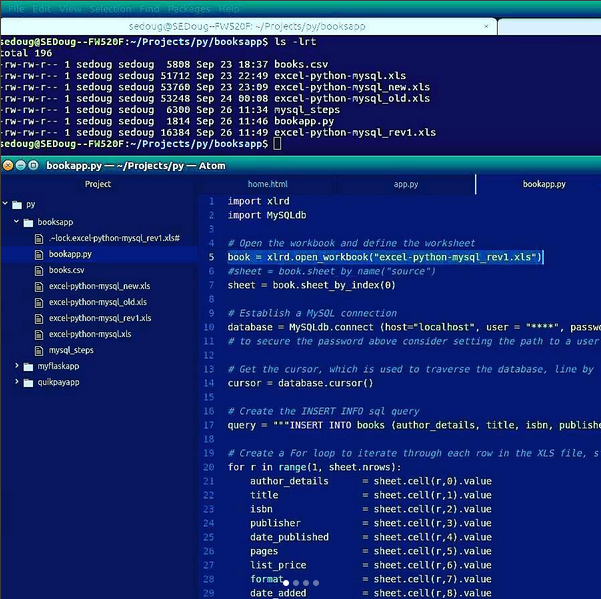 File Edit View Selection Find Packages Help
sedoug@SEDoug--FW520F: ~/Projects/py/booksapp ×
sedoug@SEDoug--FW520F:~/Projects/py/booksapp$ ls -lrt
total 196
-rw-rw-r-- 1 sedoug sedoug 5808 Sep 23 18:37 books.csv
-rw-rw-r-- 1 sedoug sedoug 51712 Sep 23 22:49 excel-python-mysql.xls
-rw-rw-r-- 1 sedoug sedoug 53760 Sep 23 23:09 excel-python-mysql_new.xls
-rw-rw-r-- 1 sedoug sedoug 53248 Sep 24 00:08 excel-python-mysql_old.xls
-rw-rw-r-- 1 sedoug sedoug 6300 Sep 26 11:34 mysql_steps
-rw-rw-r-- 1 sedoug sedoug 1814 Sep 26 11:46 bookapp.py
-rw-rw-r-- 1 sedoug sedoug 16384 Sep 26 11:49 excel-python-mysql_rev1.xls
sedoug@SEDoug--FW520F:~/Projects/py/booksapp$
bookapp.py — ~/Projects/py — Atom
Project
py
booksapp
.~lock.excel-python-mysql_rev1.xls#
bookapp.py
books.csv
excel-python-mysql_new.xls
excel-python-mysql_old.xls
excel-python-mysql_rev1.xls
excel-python-mysql.xls
mysql_steps
myflaskapp
quikpayapp
home.html app.py bookapp.py
1 import xlrd
2 import MySQLdb
3
4 # Open the workbook and define the worksheet
5 book = xlrd.open_workbook("excel-python-mysql_rev1.xls")
6 #sheet = book.sheet_by_name("source")
7 sheet = book.sheet_by_index(0)
8
9 # Establish a MySQL connection
10 database = MySQLdb.connect (host="localhost", user = "****", passw
11 # to secure the password above consider setting the path to a user
12
13 # Get the cursor, which is used to traverse the database, line by
14 cursor = database.cursor()
15
16 # Create the INSERT INFO sql query
17 query = """INSERT INTO books (author_details, title, isbn, publishe
18
19 # Create a For loop to iterate through each row in the XLS file, s
20 for r in range(1, sheet.nrows):
21 author_details = sheet.cell(r,0).value
22 title = sheet.cell(r,1).value
23 isbn = sheet.cell(r,2).value
24 publisher = sheet.cell(r,3).value
25 date_published = sheet.cell(r,4).value
26 pages = sheet.cell(r,5).value
27 list_price = sheet.cell(r,6).value
28 format = sheet.cell(r,7).value
29 date_added = sheet.cell(r,8).value